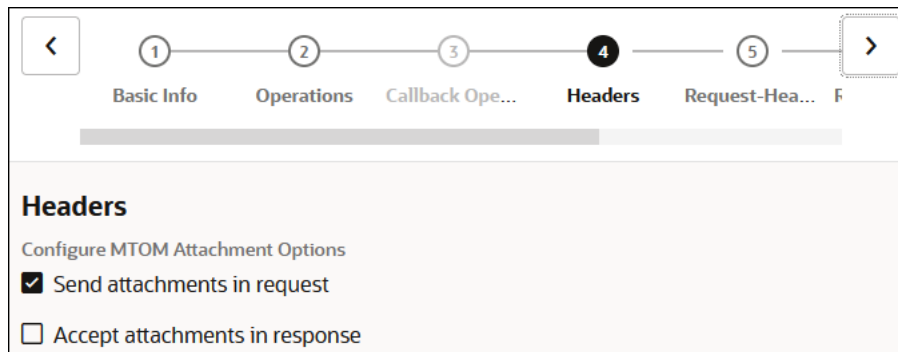 1 2 3 4 5
Basic Info Operations Callback Ope... Headers Request-Hea...
Headers
Configure MTOM Attachment Options
Send attachments in request
Accept attachments in response